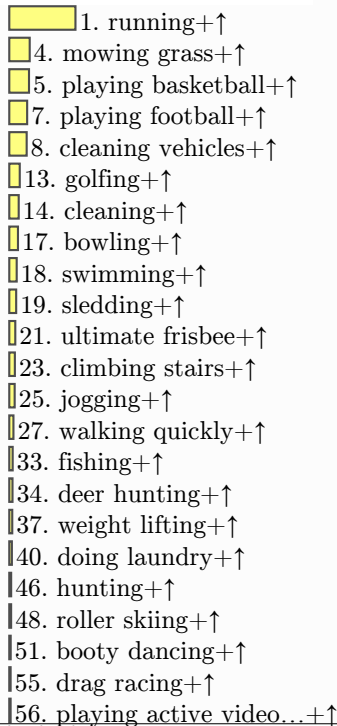 1. running+↑
4. mowing grass+↑
5. playing basketball+↑
7. playing football+↑
8. cleaning vehicles+↑
13. golfing+↑
14. cleaning+↑
17. bowling+↑
18. swimming+↑
19. sledding+↑
21. ultimate frisbee+↑
23. climbing stairs+↑
25. jogging+↑
27. walking quickly+↑
33. fishing+↑
34. deer hunting+↑
37. weight lifting+↑
40. doing laundry+↑
46. hunting+↑
48. roller skiing+↑
51. booty dancing+↑
55. drag racing+↑
56. playing active video...+↑